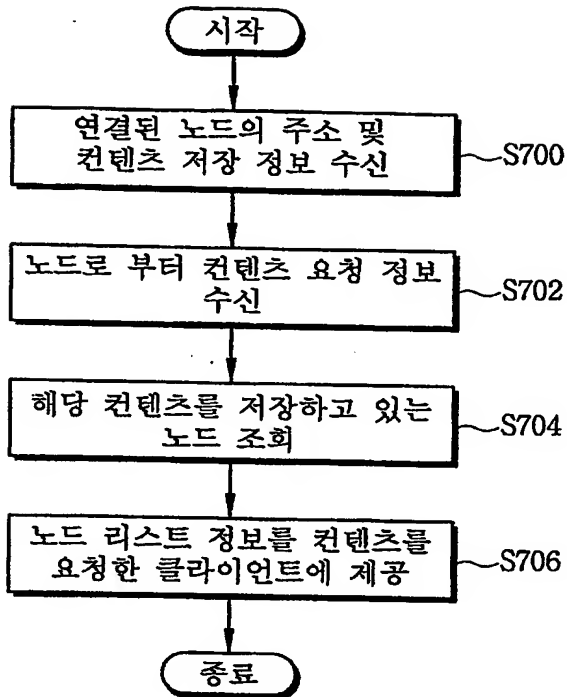 시작
연결된 노드의 주소 및
컨텐츠 저장 정보 수신
S700
노드로 부터 컨텐츠 요청 정보
수신
S702
해당 컨텐츠를 저장하고 있는
노드 조회
S704
노드 리스트 정보를 컨텐츠를
요청한 클라이언트에 제공
S706
종료